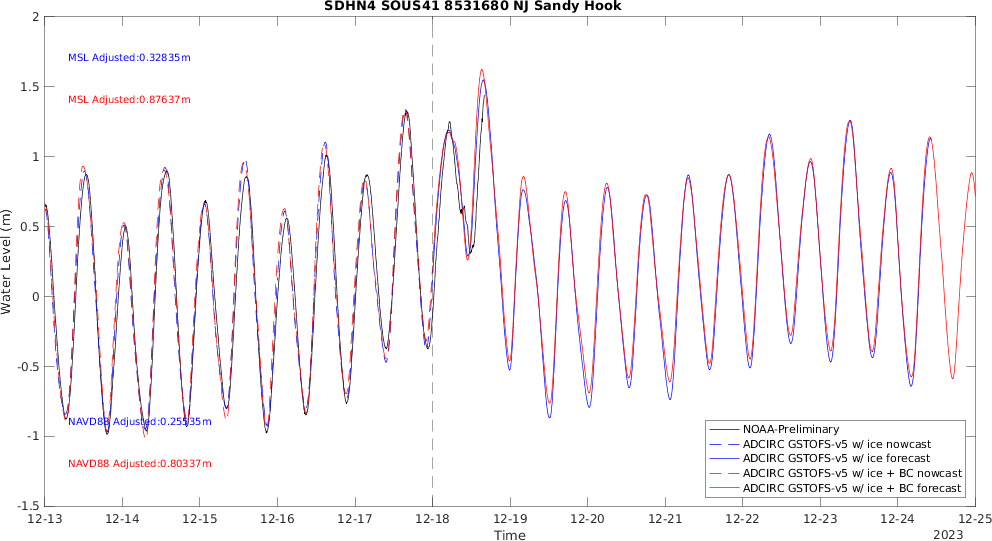 SDHN4 SOUS41 8531680 NJ Sandy Hook
2
1.5
1
0.5
0
-0.5
-1
-1.5
Water Level (m)
MSL Adjusted:0.32835m
MSL Adjusted:0.87637m
NAVD88 Adjusted:0.25535m
NAVD88 Adjusted:0.80337m
NOAA-Preliminary
ADCIRC GSTOFS-v5 w/ ice nowcast
ADCIRC GSTOFS-v5 w/ ice forecast
ADCIRC GSTOFS-v5 w/ ice + BC nowcast
ADCIRC GSTOFS-v5 w/ ice + BC forecast
12-13 12-14 12-15 12-16 12-17 12-18 12-19 12-20 12-21 12-22 12-23 12-24 12-25
Time
2023